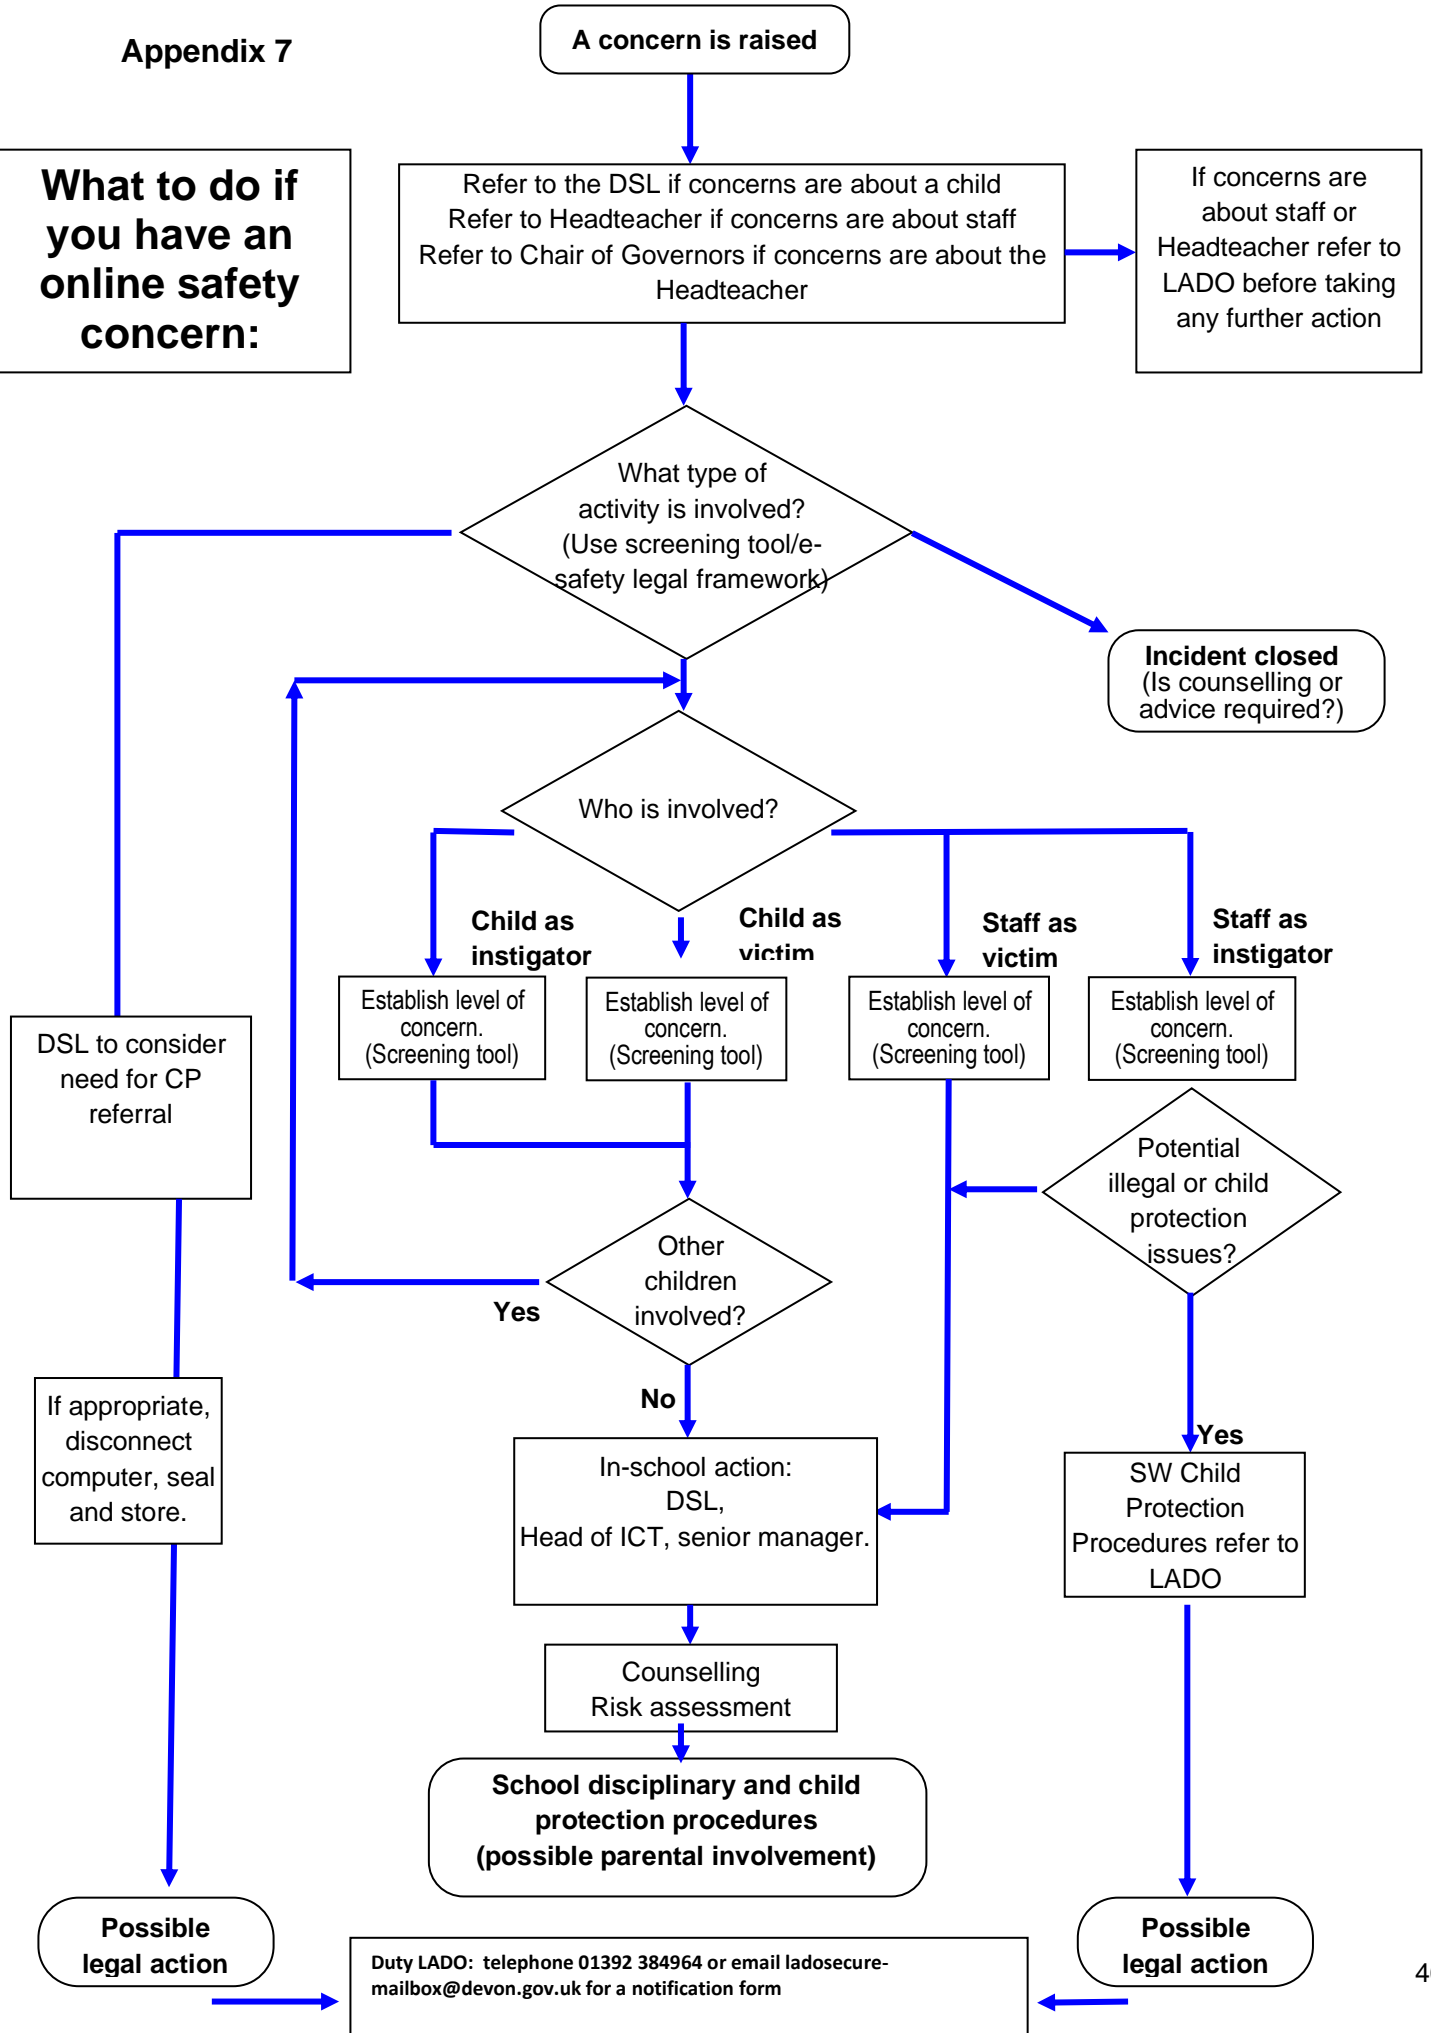 Appendix 7
A concern is raised
What to do if
you have an
online safety
concern:
Refer to the DSL if concerns are about a child
Refer to Headteacher if concerns are about staff
Refer to Chair of Governors if concerns are about the
Headteacher
If concerns are
about staff or
Headteacher refer to
LADO before taking
any further action
What type of
activity is involved?
(Use screening tool/e-
safety legal framework)
Incident closed
(Is counselling or
advice required?)
Who is involved?
Child as
instigator
Child as
victim
Staff as
victim
Staff as
instigator
Establish level of
concern.
(Screening tool)
Establish level of
concern.
(Screening tool)
Establish level of
concern.
(Screening tool)
Establish level of
concern.
(Screening tool)
DSL to consider
need for CP
referral
Potential
illegal or child
protection
issues?
Other
children
involved?
Yes
No
If appropriate,
disconnect
computer, seal
and store.
In-school action:
DSL,
Head of ICT, senior manager.
Yes
SW Child
Protection
Procedures refer to
LADO
Counselling
Risk assessment
School disciplinary and child
protection procedures
(possible parental involvement)
Possible
legal action
Possible
legal action
Duty LADO:  telephone 01392 384964 or email ladosecure-
mailbox@devon.gov.uk for a notification form